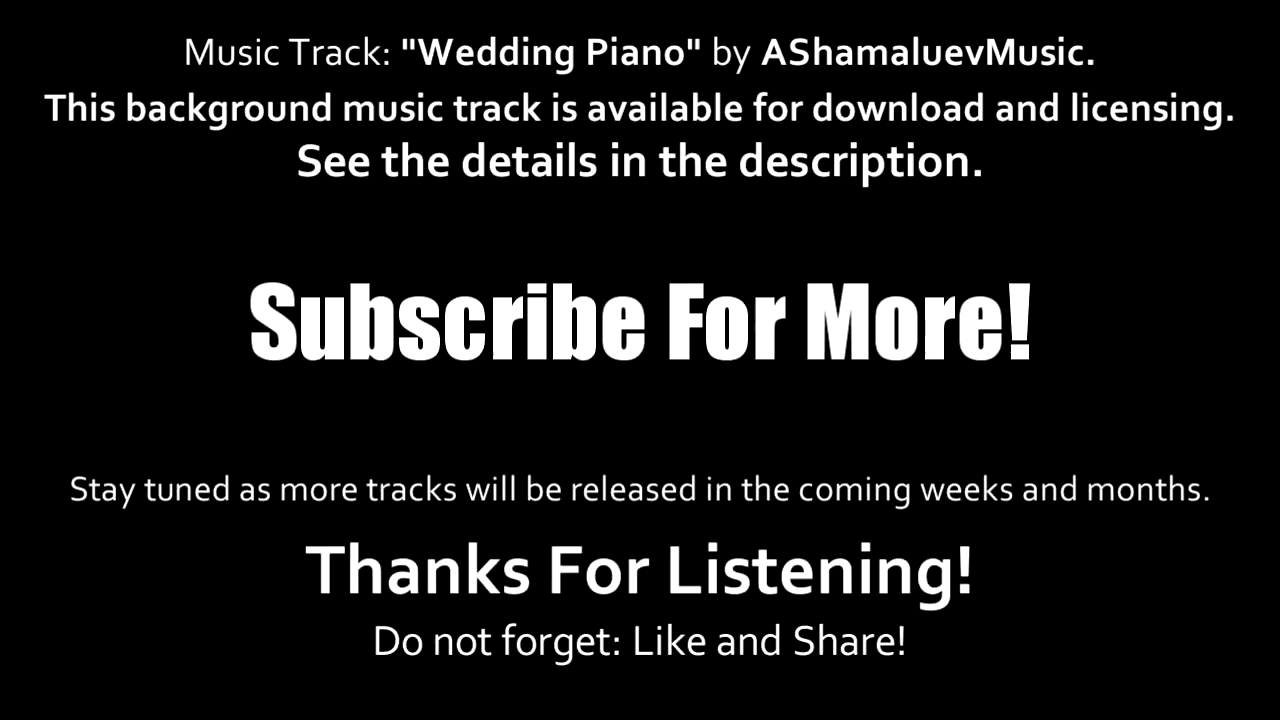 Music Track: "Wedding Piano" by AShamaluevMusic.
This background music track is available for download and licensing.
See the details in the description.
Subscribe For More!
Stay tuned as more tracks will be released in the coming weeks and months.
Thanks For Listening!
Do not forget: Like and Share!